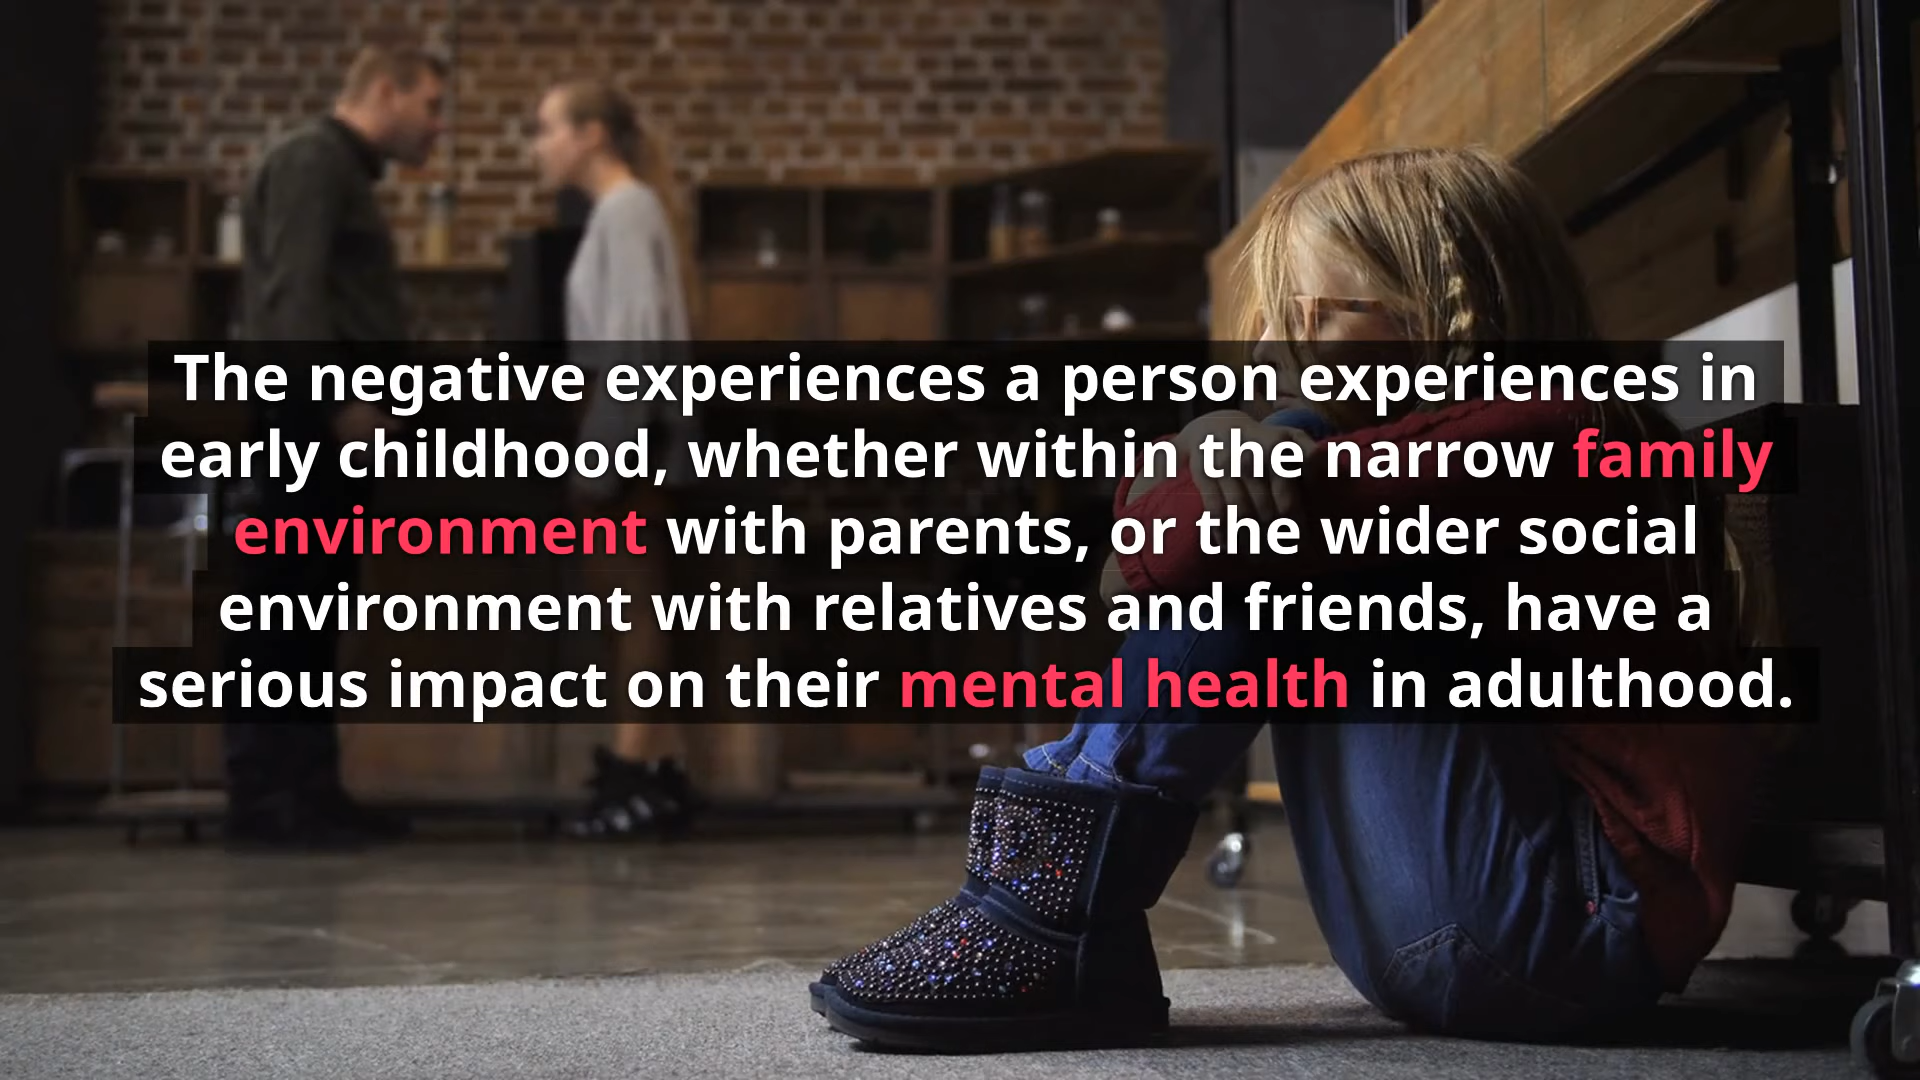 The negative experiences a person experiences in
early childhood, whether within the narrow family
environment with parents, or the wider social
environment with relatives and friends, have a
serious impact on their mental health in adulthood.